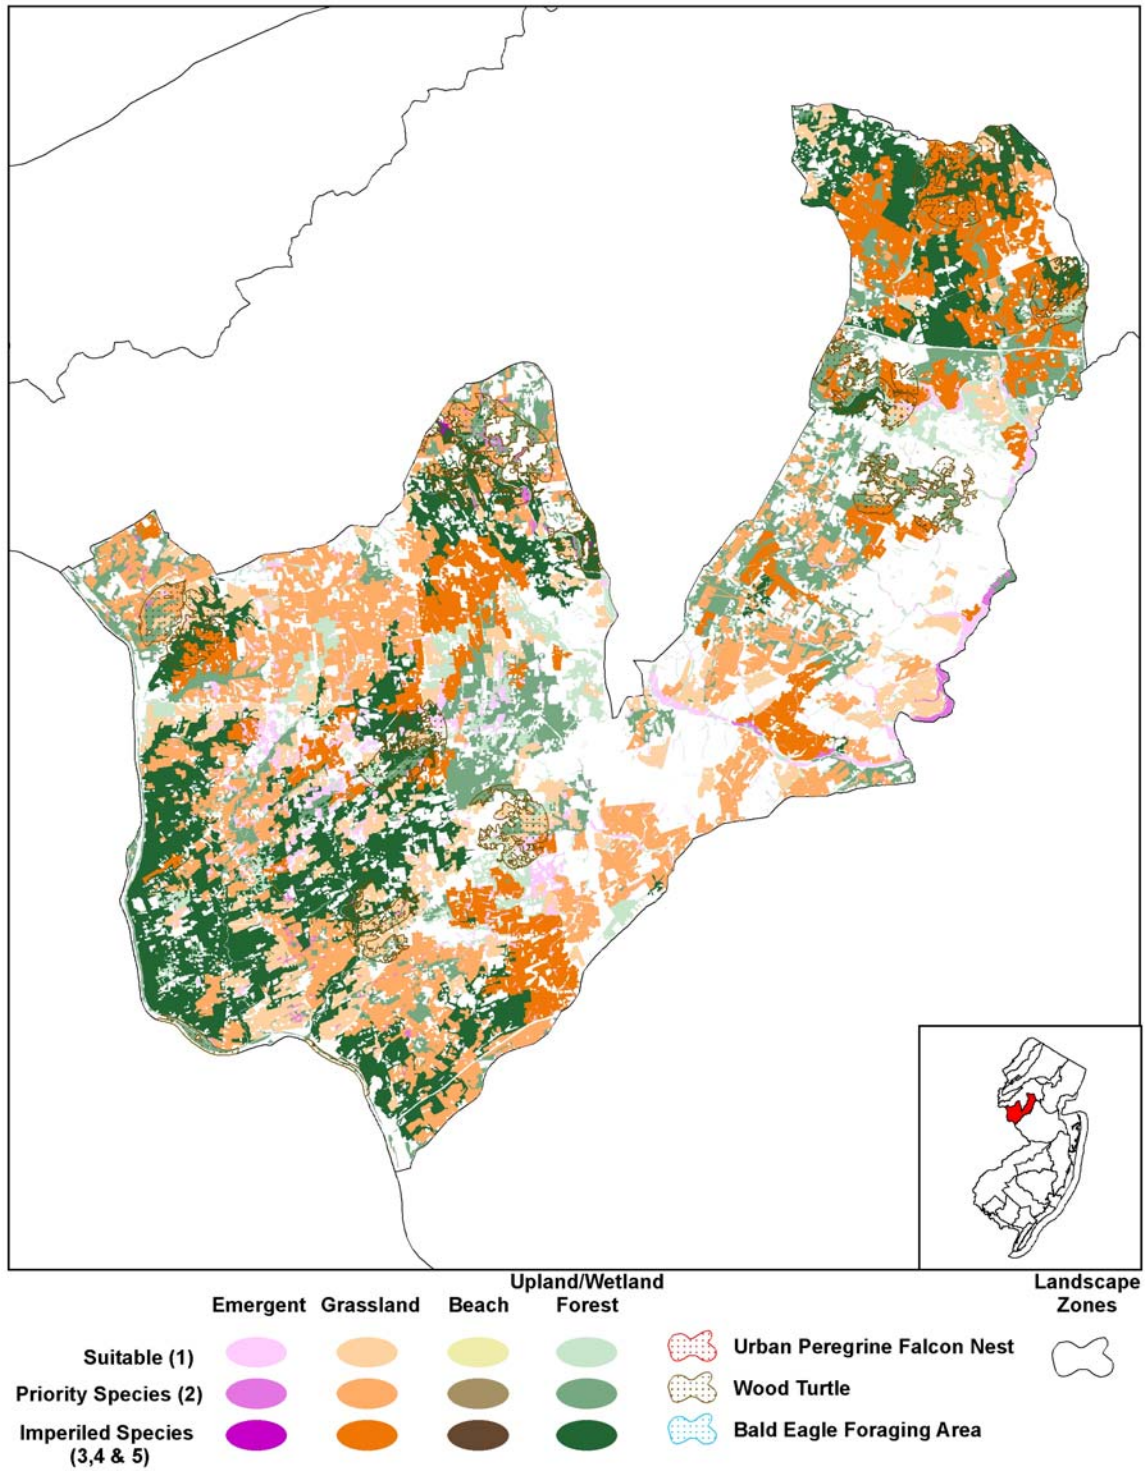 Upland/Wetland
Landscape
Emergent Grassland Beach Forest Zones
Suitable (1)
Urban Peregrine Falcon Nest
Priority Species (2)
Wood Turtle
Imperiled Species
(3,4 & 5)
Bald Eagle Foraging Area